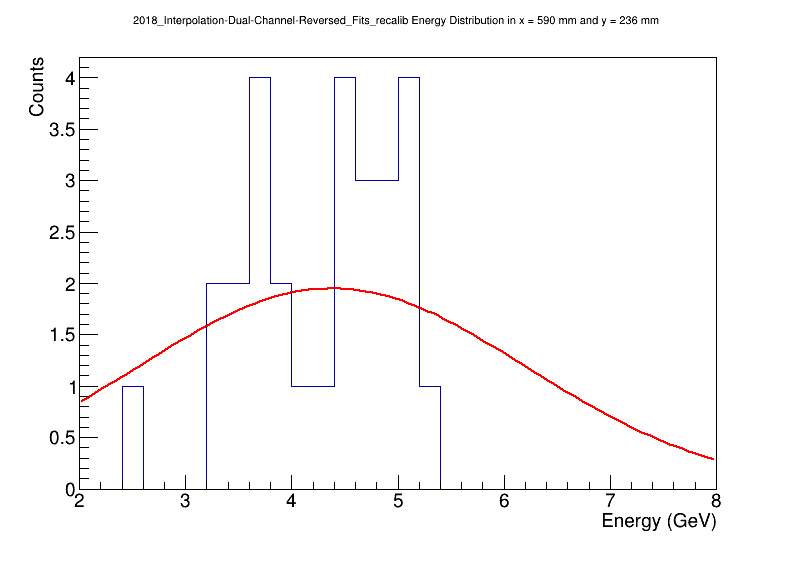 2018_Interpolation-Dual-Channel-Reversed_Fits_recalib Energy Distribution in x = 590 mm and y = 236 mm
Counts
4
3.5
3
2.5
2
1.5
1
0.5
0
2 3 4 5 6 7 8
Energy (GeV)